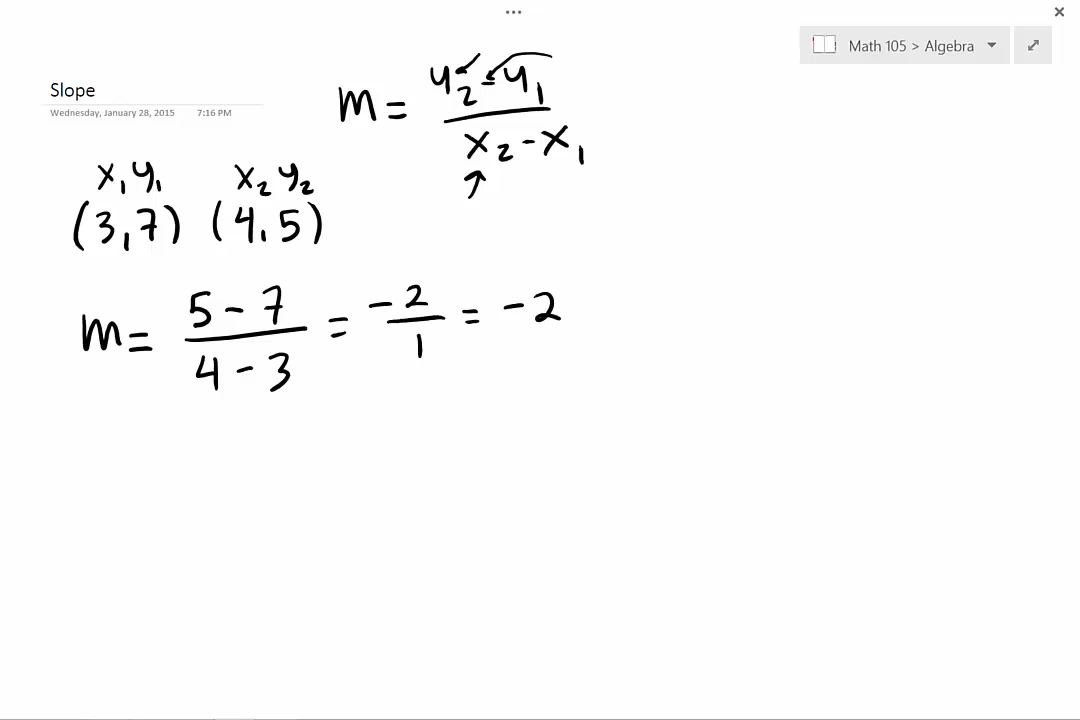 ...
Math 105 > Algebra
Slope
Wednesday, January 28, 2015 7:16 PM
m = y₂ - y₁ / x₂ - x₁
x₁ y₁ x₂ y₂
(3, 7) (4, 5)
m = 5 - 7 / 4 - 3 = -2 / 1 = -2